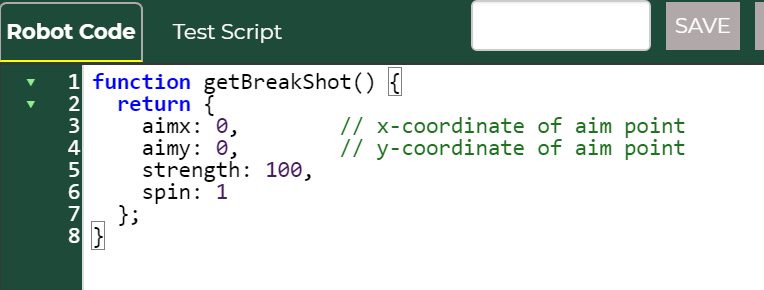 Robot Code Test Script SAVE
1 function getBreakShot() {
2   return {
3     aimx: 0,        // x-coordinate of aim point
4     aimy: 0,        // y-coordinate of aim point
5     strength: 100,
6     spin: 1
7   };
8 }